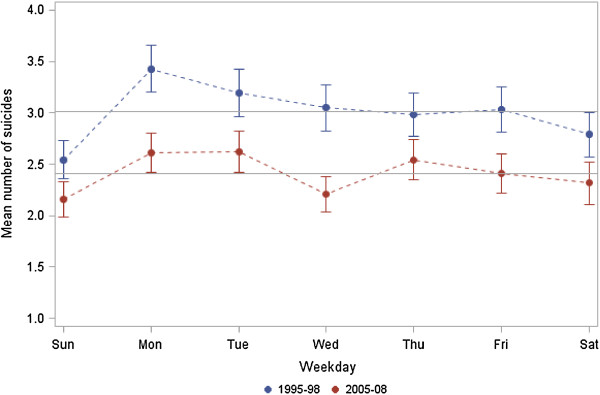 Mean number of suicides
4.0
3.5
3.0
2.5
2.0
1.5
1.0
Sun Mon Tue Wed Thu Fri Sat
Weekday
1995-98 2005-08